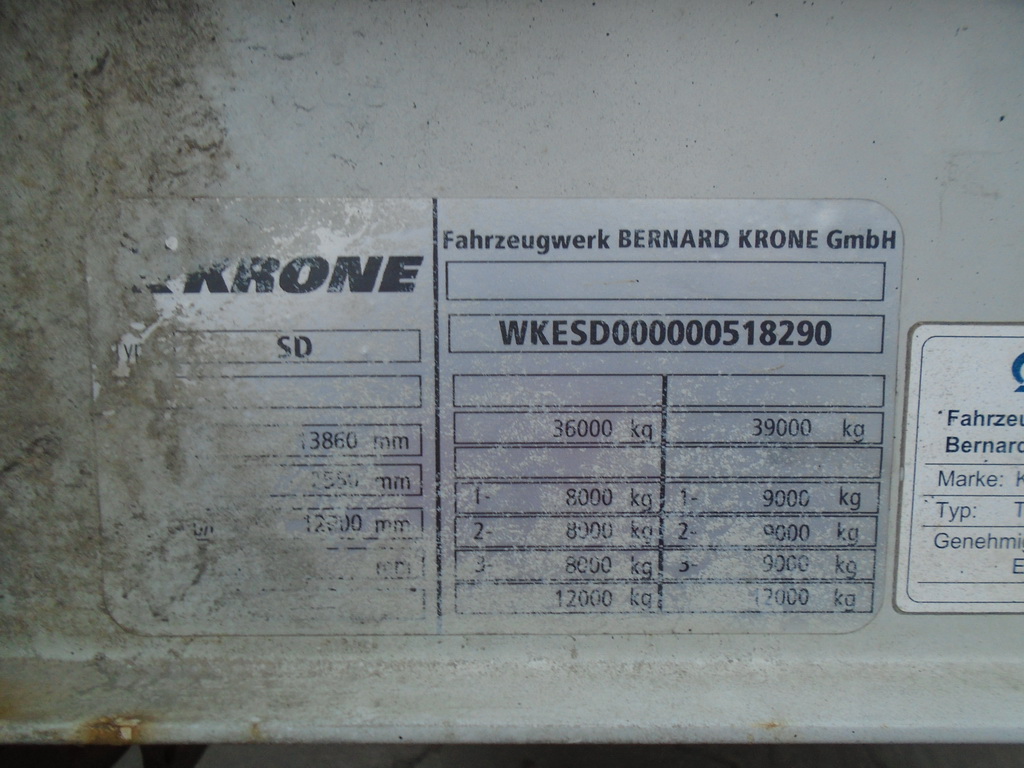 KRONE
Fahrzeugwerk BERNARD KRONE GmbH
SD
WKESD000000518290
36000 kg 39000 kg
13860 mm
1- 8000 kg 1- 9000 kg
mm
2- 8000 kg 2- 9000 kg
mm
3- 8000 kg 3- 9000 kg
mm
12000 kg 12000 kg
Fahrzeu
Bernard
Marke: K
Typ: T
Genehmig
E